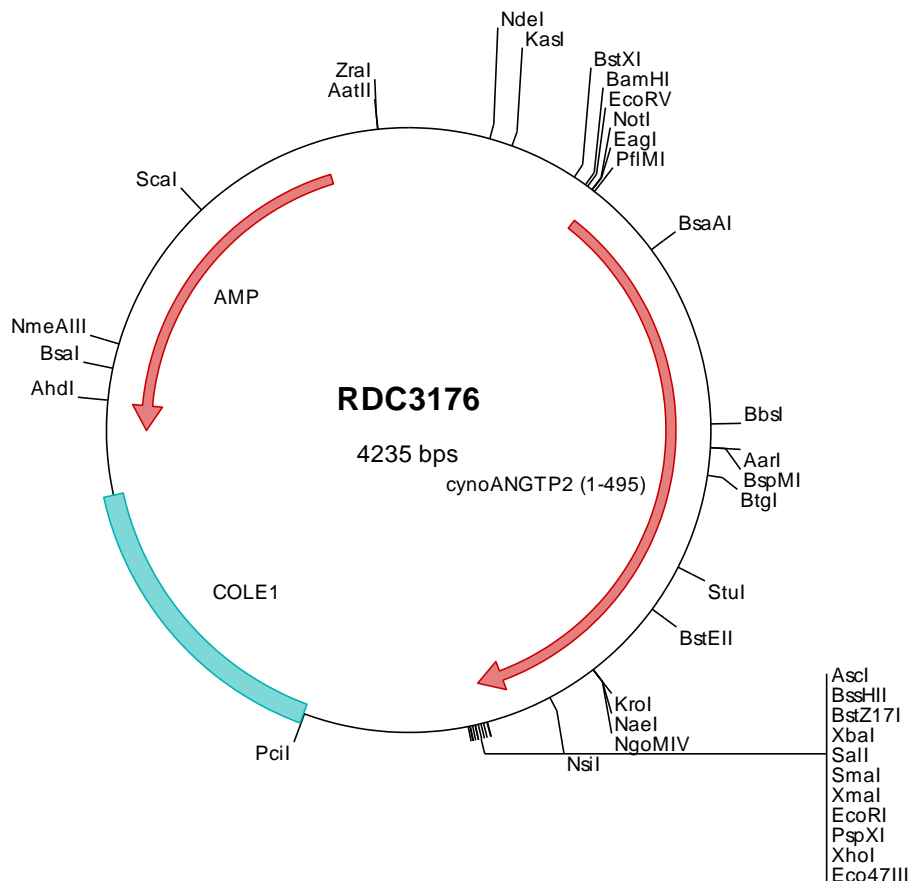 NdeI
KasI
ZraI
AatII
BstXI
BamHI
EcoRV
NotI
EagI
PflMI
ScaI
BsaAI
AMP
NmeAIII
BsaI
AhdI
RDC3176
4235 bps
cynoANGTP2 (1-495)
BbsI
AarI
BspMI
BtgI
COLE1
StuI
BstEII
KroI
NaeI
NgoMIV
PciI
NsiI
AscI
BssHII
BstZ17I
XbaI
SalI
SmaI
XmaI
EcoRI
PspXI
XhoI
Eco47III